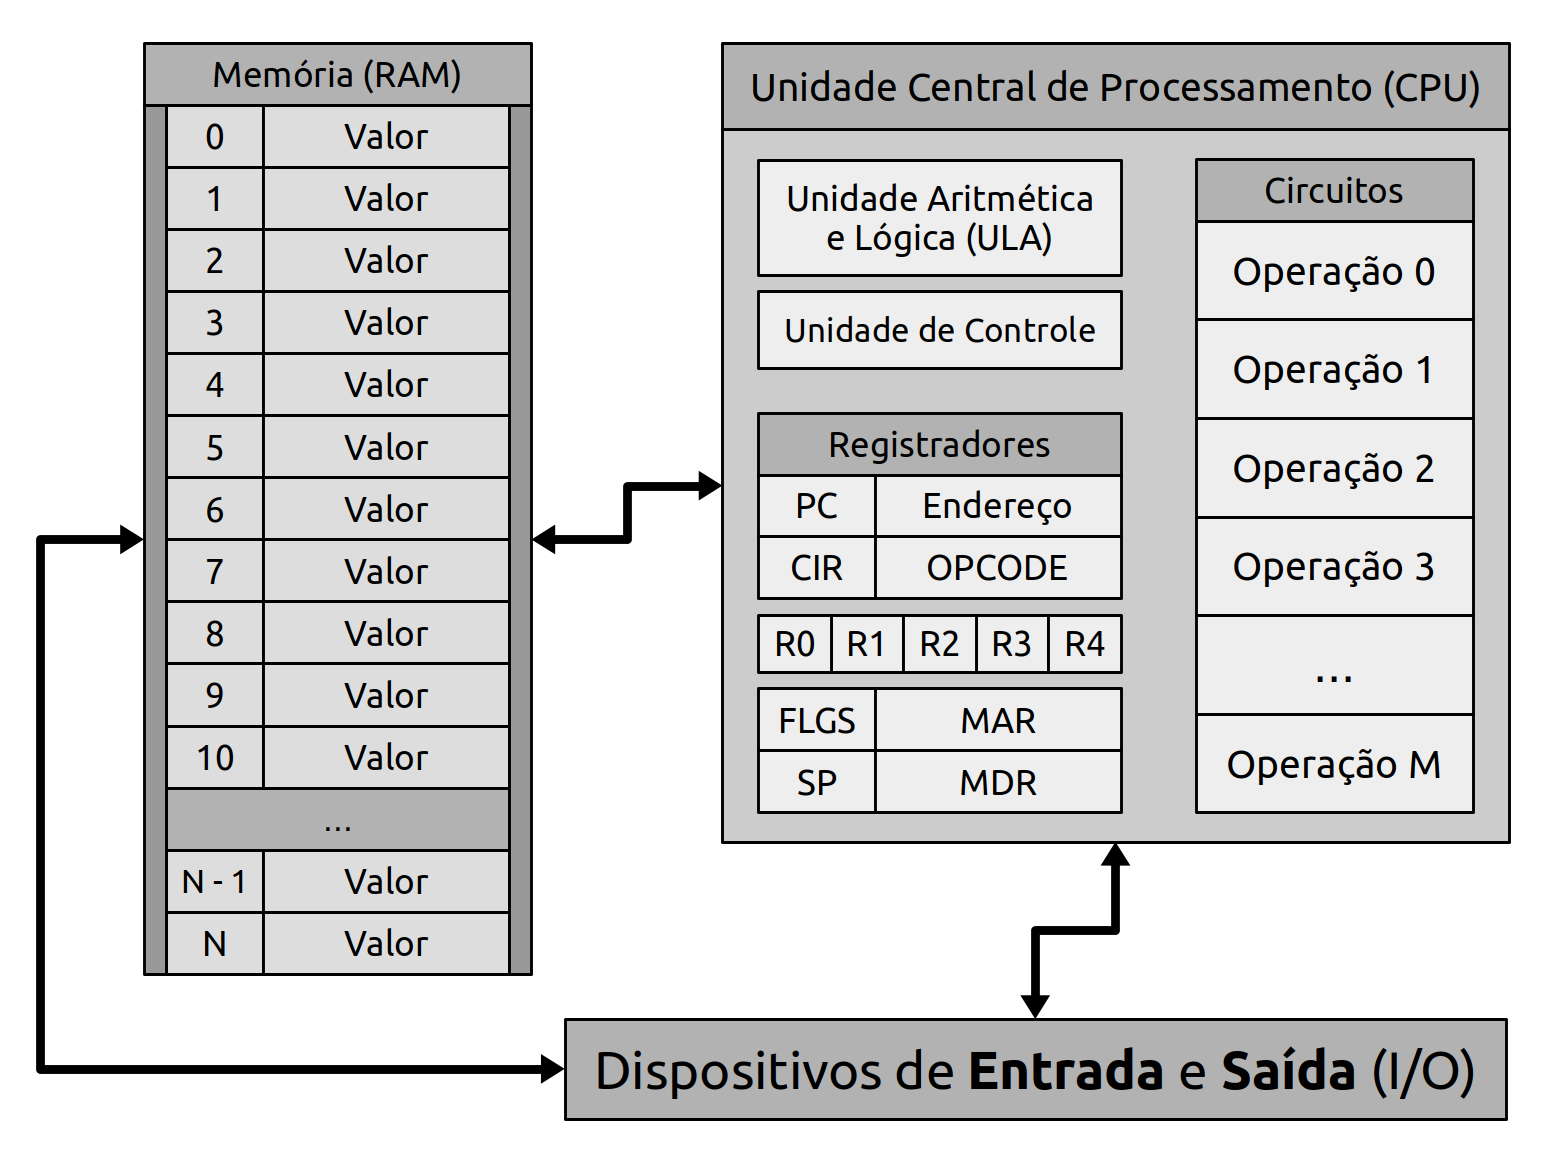 Memória (RAM)
0 Valor
1 Valor
2 Valor
3 Valor
4 Valor
5 Valor
6 Valor
7 Valor
8 Valor
9 Valor
10 Valor
...
N - 1 Valor
N Valor
Unidade Central de Processamento (CPU)
Unidade Aritmética
e Lógica (ULA)
Unidade de Controle
Registradores
PC Endereço
CIR OPCODE
R0 R1 R2 R3 R4
FLGS MAR
SP MDR
Circuitos
Operação 0
Operação 1
Operação 2
Operação 3
...
Operação M
Dispositivos de Entrada e Saída (I/O)